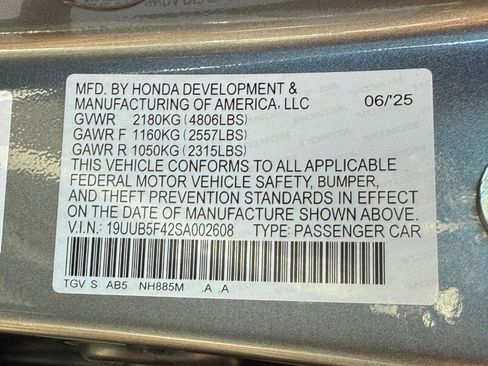 MFD. BY HONDA DEVELOPMENT &
MANUFACTURING OF AMERICA, LLC 06/'25
GVWR 2180KG (4806LBS)
GAWR F 1160KG (2557LBS)
GAWR R 1050KG (2315LBS)
THIS VEHICLE CONFORMS TO ALL APPLICABLE
FEDERAL MOTOR VEHICLE SAFETY, BUMPER,
AND THEFT PREVENTION STANDARDS IN EFFECT
ON THE DATE OF MANUFACTURE SHOWN ABOVE.
V.I.N.: 19UUB5F42SA002608 TYPE: PASSENGER CAR
TGV S AB5 NH885M .A .A